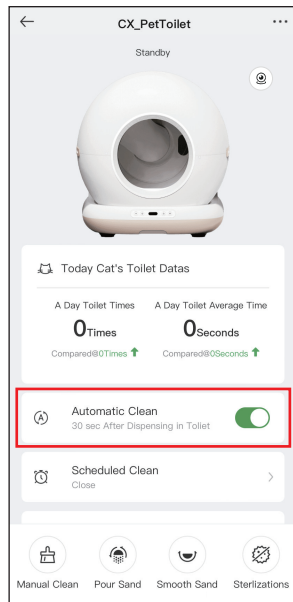 CX_PetToilet
Standby
Today Cat's Toilet Datas
A Day Toilet Times A Day Toilet Average Time
0Times 0Seconds
Compared@0Times Compared@0Seconds
Automatic Clean
30 sec After Dispensing in Toliet
Scheduled Clean
Close
Manual Clean Pour Sand Smooth Sand Sterlizations